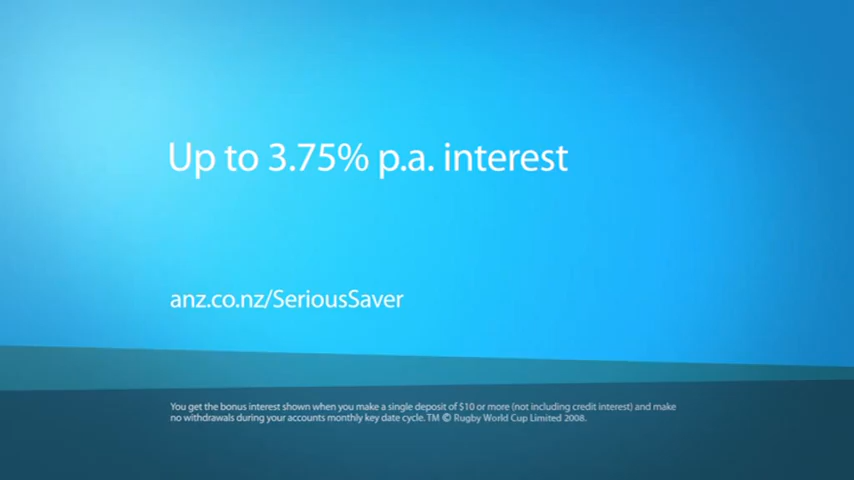 Up to 3.75% p.a. interest
anz.co.nz/SeriousSaver
You get the bonus interest shown when you make a single deposit of $10 or more (not including credit interest) and make
no withdrawals during your accounts monthly key date cycle. TM © Rugby World Cup Limited 2008.